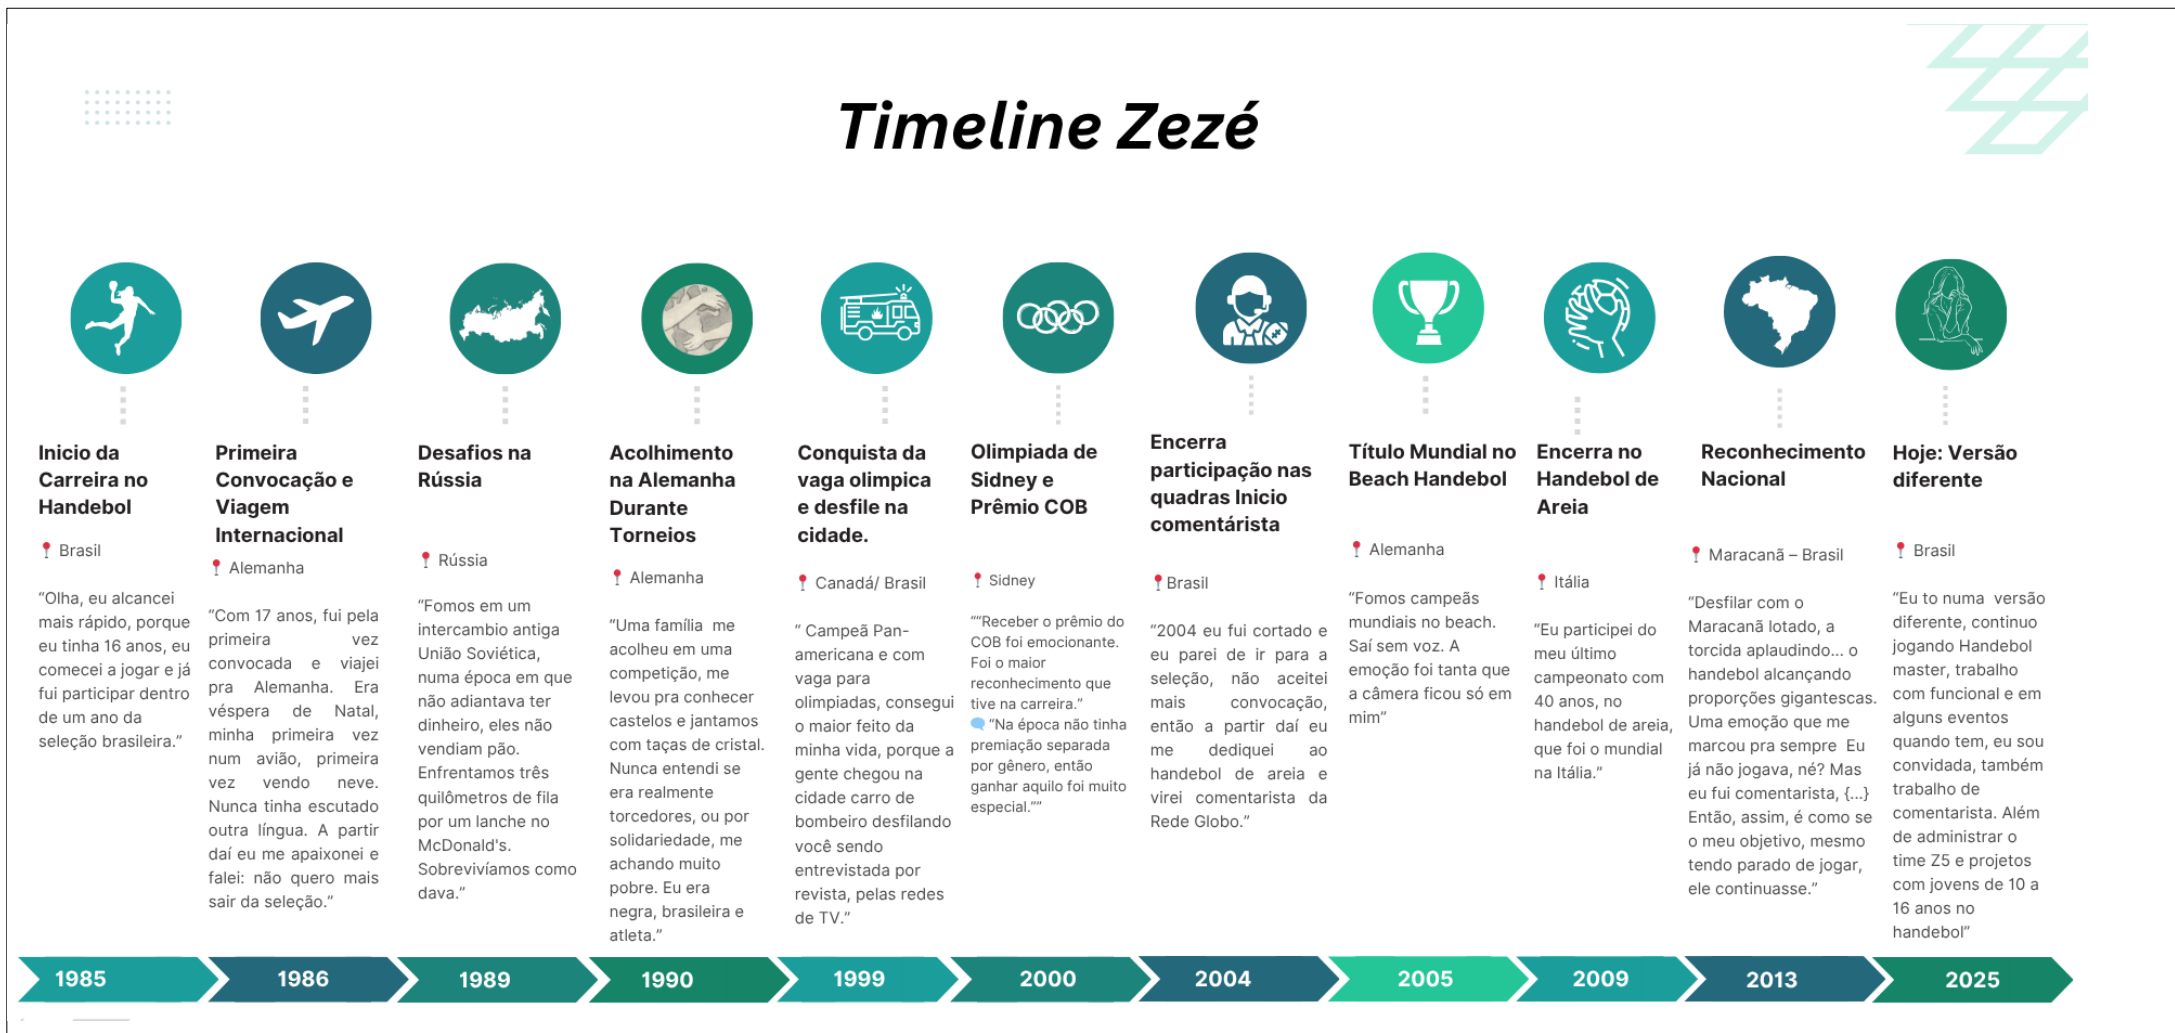 Timeline Zezé
Inicio da
Carreira no
Handebol
Brasil
“Olha, eu alcancei
mais rápido, porque
eu tinha 16 anos, eu
comecei a jogar e já
fui participar dentro
de um ano da
seleção brasileira.”
1985
Primeira
Convocação e
Viagem
Internacional
Alemanha
“Com 17 anos, fui pela
primeira vez
convocada e viajei
pra Alemanha. Era
véspera de Natal,
minha primeira vez
num avião, primeira
vez vendo neve.
Nunca tinha escutado
outra língua. A partir
daí eu me apaixonei e
falei: não quero mais
sair da seleção.”
1986
Desafios na
Rússia
Rússia
“Fomos em um
intercambio antiga
União Soviética,
numa época em que
não adiantava ter
dinheiro, eles não
vendiam pão.
Enfrentamos três
quilômetros de fila
por um lanche no
McDonald's.
Sobrevivíamos como
dava.”
1989
Acolhimento
na Alemanha
Durante
Torneios
Alemanha
“Uma família me
acolheu em uma
competição, me
levou pra conhecer
castelos e jantamos
com taças de cristal.
Nunca entendi se
era realmente
torcedores, ou por
solidariedade, me
achando muito
pobre. Eu era
negra, brasileira e
atleta.”
1990
Conquista da
vaga olimpica
e desfile na
cidade.
Canadá/ Brasil
“ Campeã Pan-
americana e com
vaga para
olimpiadas, consegui
o maior feito da
minha vida, porque a
gente chegou na
cidade carro de
bombeiro desfilando
você sendo
entrevistada por
revista, pelas redes
de TV.”
1999
Olimpiada de
Sidney e
Prêmio COB
Sidney
““Receber o prêmio do
COB foi emocionante.
Foi o maior
reconhecimento que
tive na carreira.”
“Na época não tinha
premiação separada
por gênero, então
ganhar aquilo foi muito
especial.””
2000
Encerra
participação nas
quadras Inicio
comentárista
Brasil
“2004 eu fui cortado e
eu parei de ir para a
seleção, não aceitei
mais convocação,
então a partir daí eu
me dediquei ao
handebol de areia e
virei comentarista da
Rede Globo.”
2004
Título Mundial no
Beach Handebol
Alemanha
“Fomos campeãs
mundiais no beach.
Saí sem voz. A
emoção foi tanta que
a câmera ficou só em
mim”
2005
Encerra no
Handebol de
Areia
Itália
“Eu participei do
meu último
campeonato com
40 anos, no
handebol de areia,
que foi o mundial
na Itália.”
2009
Reconhecimento
Nacional
Maracanã – Brasil
“Desfilar com o
Maracanã lotado, a
torcida aplaudindo... o
handebol alcançando
proporções gigantescas.
Uma emoção que me
marcou pra sempre Eu
já não jogava, né? Mas
eu fui comentarista, {...}
Então, assim, é como se
o meu objetivo, mesmo
tendo parado de jogar,
ele continuasse.”
2013
Hoje: Versão
diferente
Brasil
“Eu to numa versão
diferente, continuo
jogando Handebol
master, trabalho
com funcional e em
alguns eventos
quando tem, eu sou
convidada, também
trabalho de
comentarista. Além
de administrar o
time Z5 e projetos
com jovens de 10 a
16 anos no
handebol”
2025